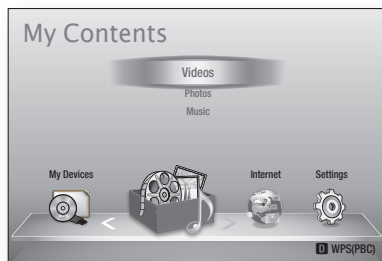 My Contents
Videos
Photos
Music
My Devices Internet Settings
D WPS(PBC)